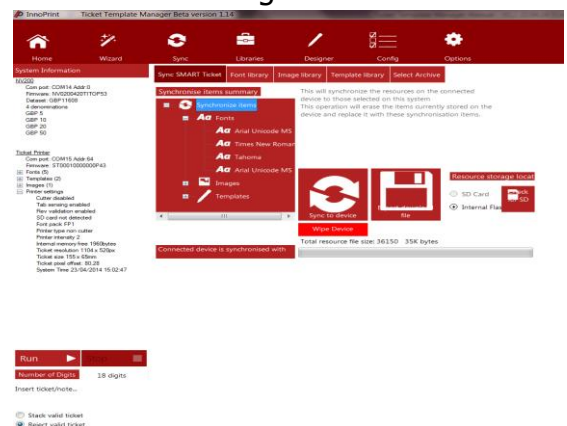 InnoPrint Ticket Template Manager Beta version 1.14
Home Wizard Sync Libraries Designer Config Options
System Information
NV200
Com port: COM14 Addr:0
Dataset: GBP11608
4 denominations
GBP 5
GBP 10
GBP 20
GBP 50
Ticket Printer
Com port: COM15 Addr:64
Fonts (5)
Templates (2)
Images (1)
Printer settings
Cutter disabled
Tab sensing enabled
Rev validation enabled
SD card not detected
Font pack: FP1
Printer type non cutter
Printer intensity 2
Internal memory free 1960bytes
Ticket resolution 1104 x 520px
Ticket size 155 x 65mm
Ticket pixel offset 80.28
System Time 23/04/2014 15:02:47
Sync SMART Ticket Font library Image library Template library Select Archive
Synchronise items summary
Synchronise items
Fonts
Arial Unicode MS
Times New Roman
Tahoma
Arial Unicode MS
Images
Templates
This will synchronize the resources on the connected
device to those selected on this system
This operation will erase the items currently stored on the
device and replace it with these synchronisation items.
Resource storage locat
SD Card
Internal Flas
Sync to device
file
Wipe Device
Total resource file size: 36150 35K bytes
Connected device is synchronised with
Run
Number of Digits 18 digits
Insert ticket/note...
Stack valid ticket
Reject valid ticket